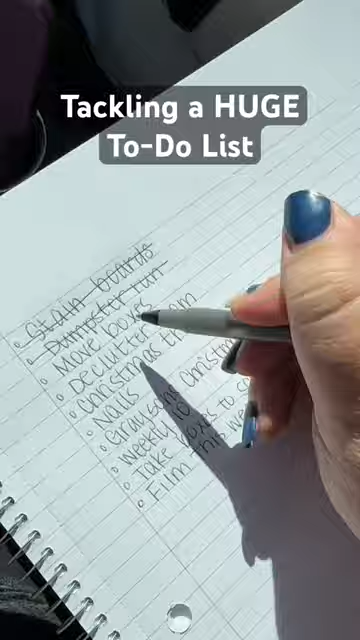 Tackling a HUGE
To-Do List
Stain boards
Dumpster run
Move boxes
Declutter
Christmas
Nails
Graysons Christm
Weekly
Take boxes to
Film this